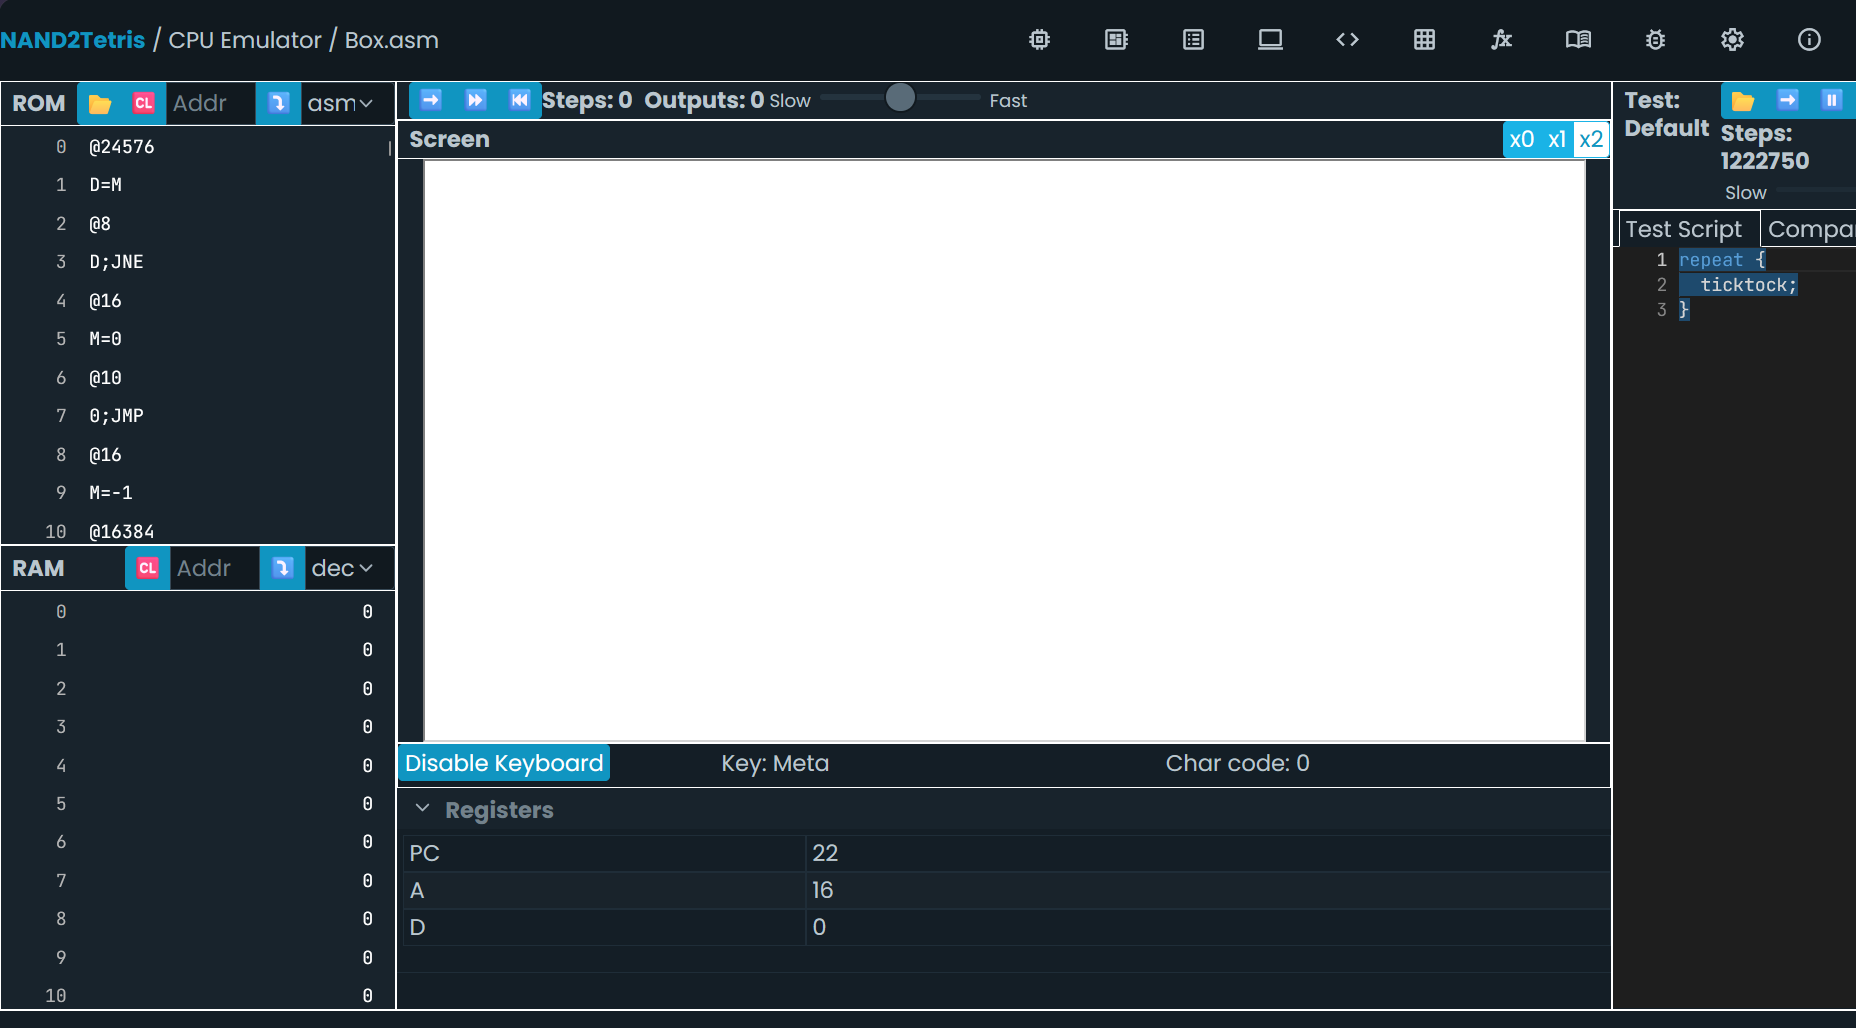 NAND2Tetris / CPU Emulator / Box.asm
ROM CL Addr asm
0 @24576
1 D=M
2 @8
3 D;JNE
4 @16
5 M=0
6 @10
7 0;JMP
8 @16
9 M=-1
10 @16384
RAM CL Addr dec
0 0
1 0
2 0
3 0
4 0
5 0
6 0
7 0
8 0
9 0
10 0
Steps: 0 Outputs: 0 Slow Fast
Screen x0 x1 x2
Disable Keyboard Key: Meta Char code: 0
Registers
PC 22
A 16
D 0
Test:
Default
Steps:
1222750
Slow
Test Script Compar
1 repeat {
2 ticktock;
3 }